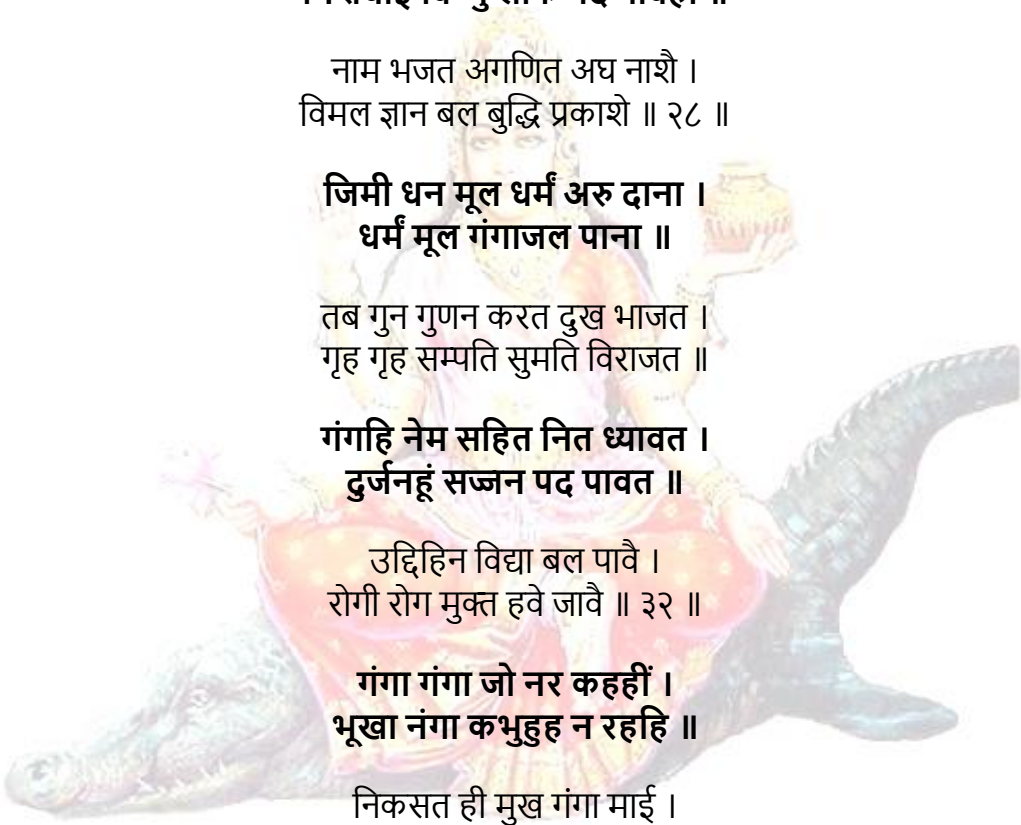 नाम भजत अगणित अघ नाशै ।
विमल ज्ञान बल बुद्धि प्रकाशे ॥ २८ ॥
जिमी धन मूल धर्मं अरु दाना ।
धर्मं मूल गंगाजल पाना ॥
तब गुन गुणन करत दुख भाजत ।
गृह गृह सम्पति सुमति विराजत ॥
गंगहि नेम सहित नित ध्यावत ।
दुर्जनहूं सज्जन पद पावत ॥
उद्दिहिन विद्या बल पावै ।
रोगी रोग मुक्त हवे जावै ॥ ३२ ॥
गंगा गंगा जो नर कहहीं ।
भूखा नंगा कभुहुह न रहहि ॥
निकसत ही मुख गंगा माई ।